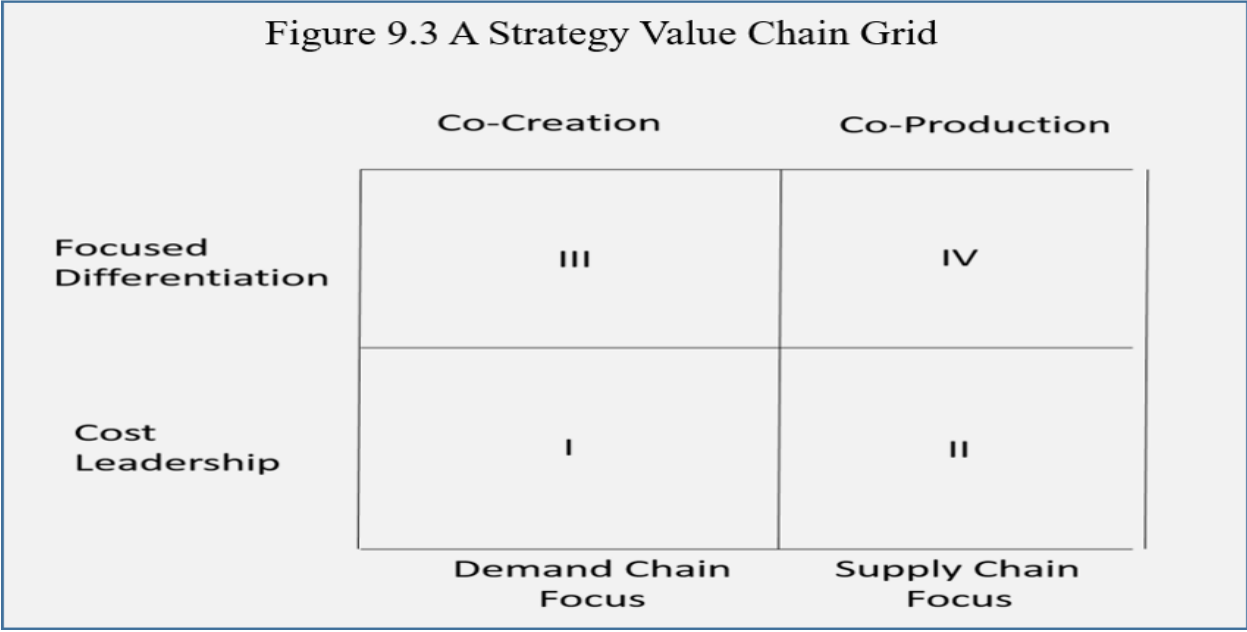 Figure 9.3 A Strategy Value Chain Grid
Co-Creation
Co-Production
Focused
Differentiation
III
IV
Cost
Leadership
I
II
Demand Chain
Focus
Supply Chain
Focus